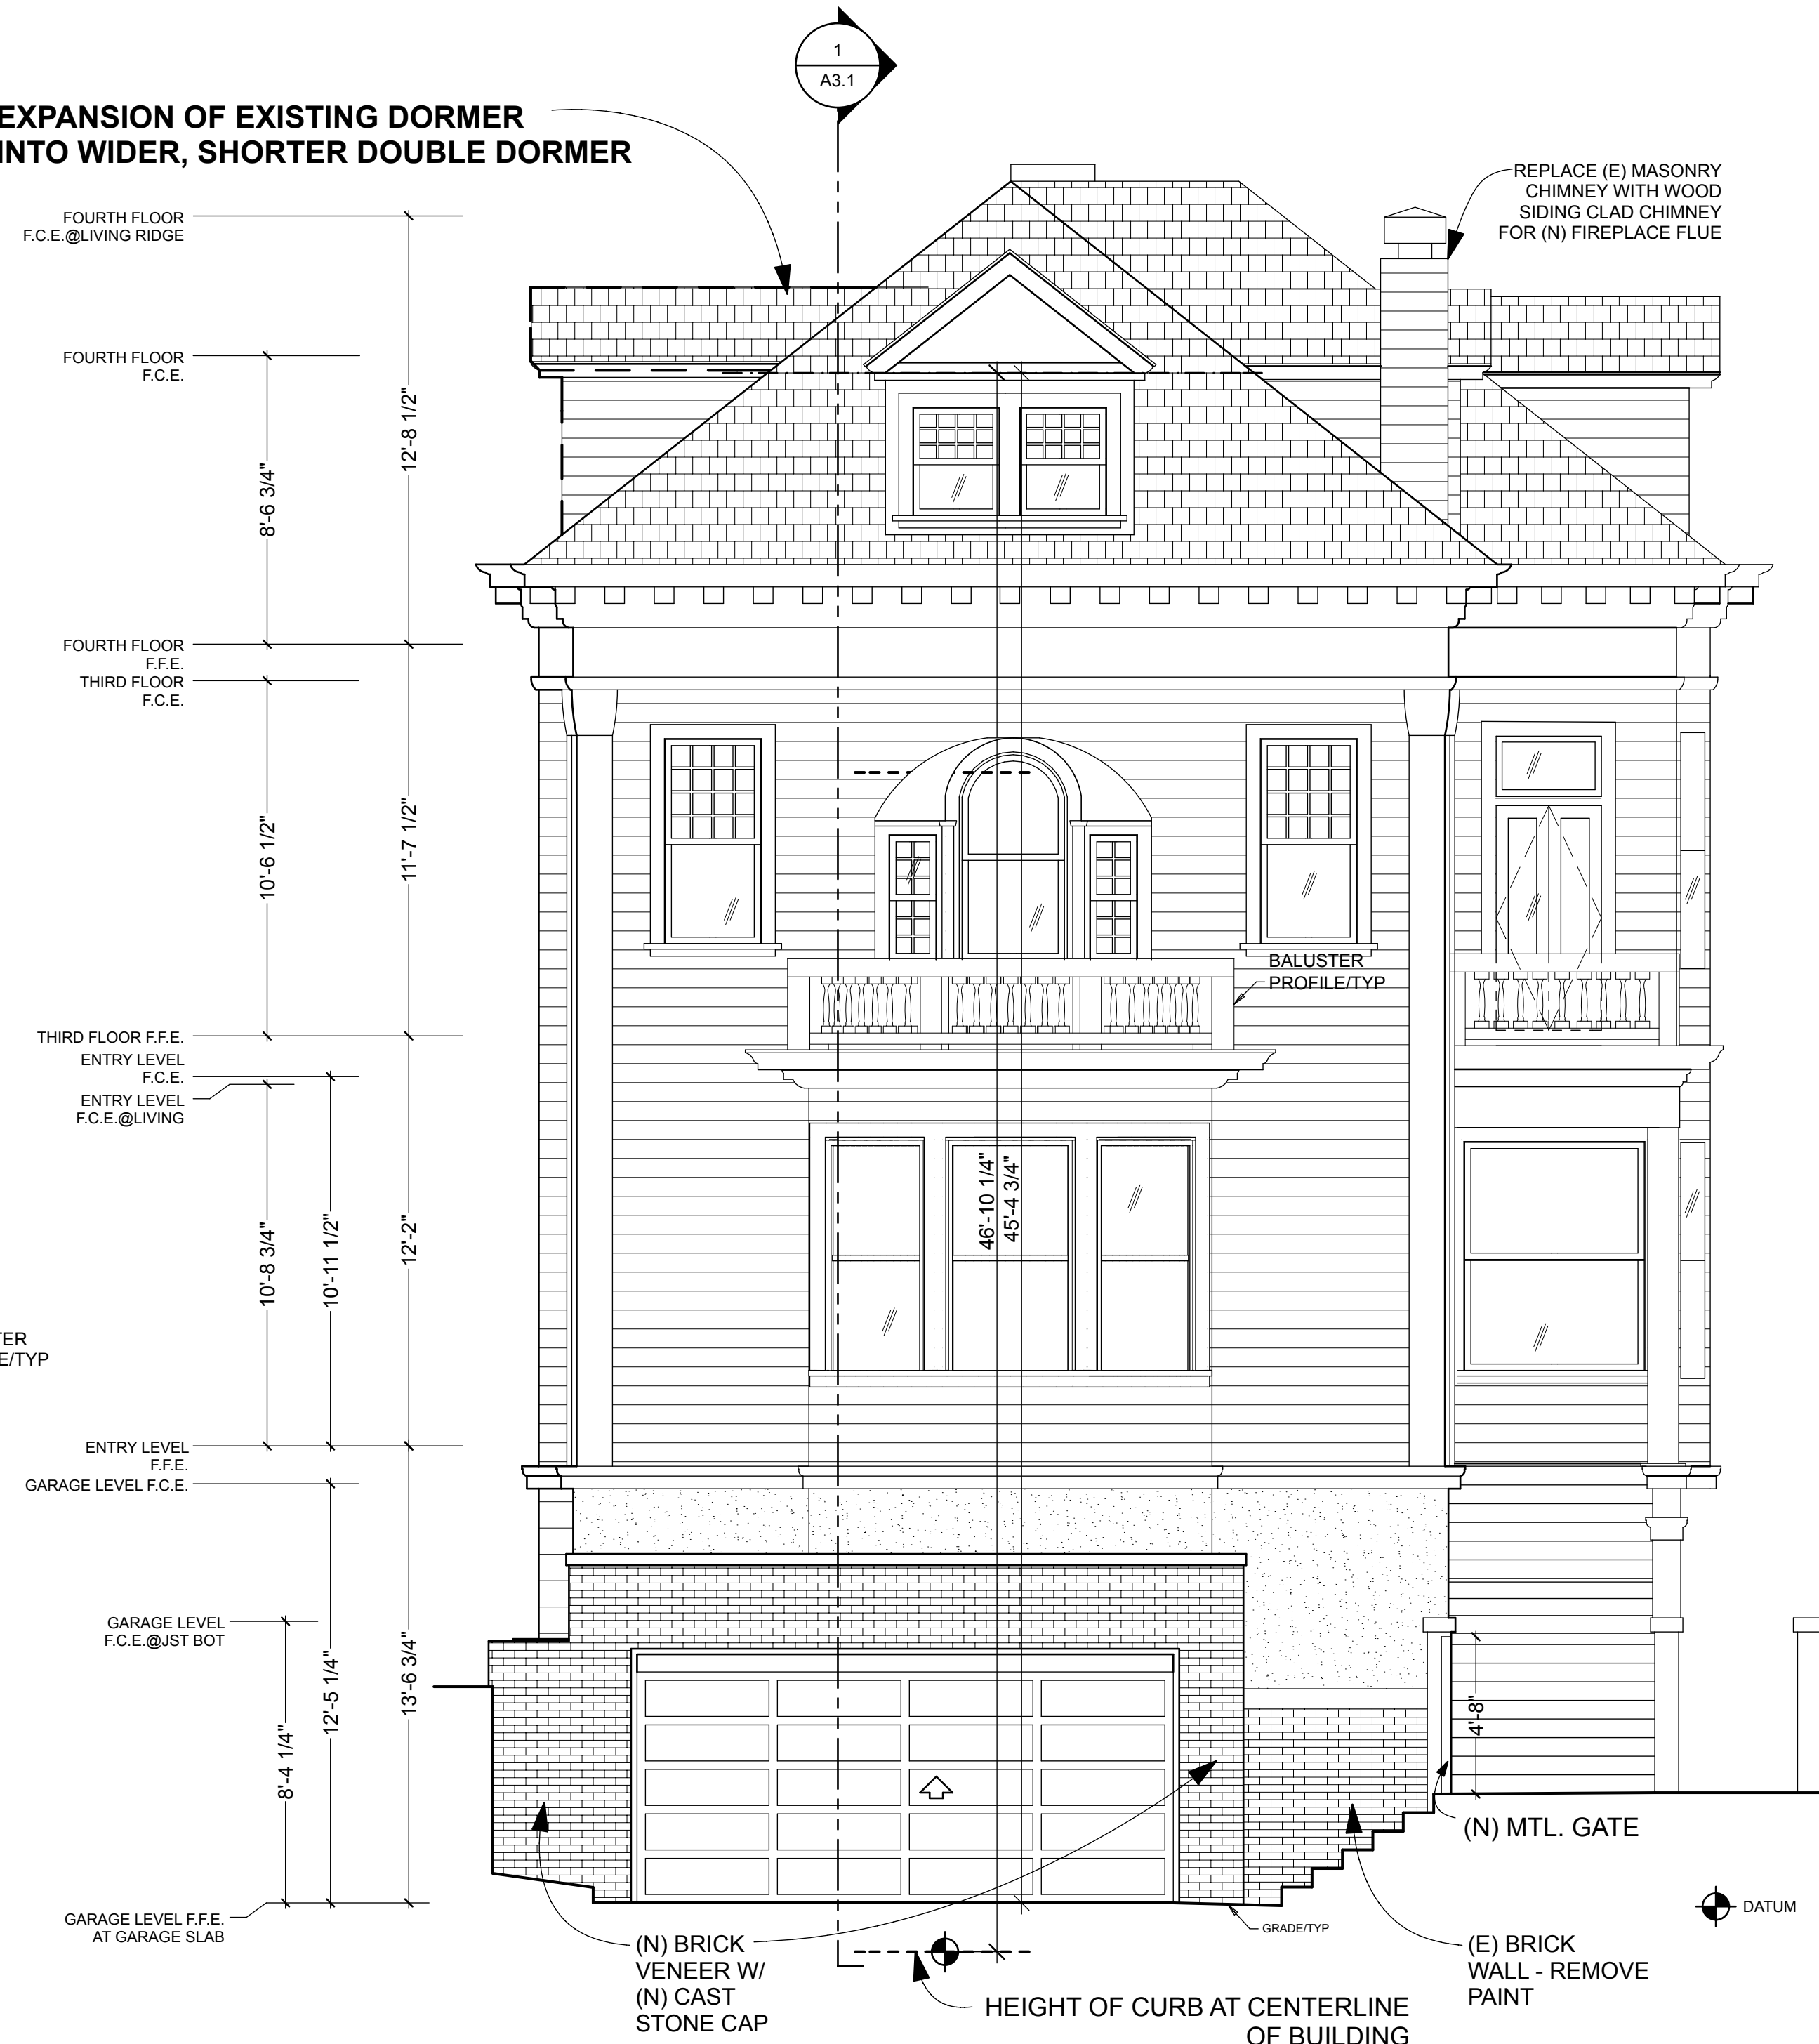 1
A3.1
EXPANSION OF EXISTING DORMER
INTO WIDER, SHORTER DOUBLE DORMER
REPLACE (E) MASONRY
CHIMNEY WITH WOOD
SIDING CLAD CHIMNEY
FOR (N) FIREPLACE FLUE
FOURTH FLOOR
F.C.E.@LIVING RIDGE
FOURTH FLOOR
F.C.E.
12'-8 1/2"
8'-6 3/4"
FOURTH FLOOR
F.F.E.
THIRD FLOOR
F.C.E.
11'-7 1/2"
10'-6 1/2"
BALUSTER
PROFILE/TYP
THIRD FLOOR F.F.E.
ENTRY LEVEL
F.C.E.
ENTRY LEVEL
F.C.E.@LIVING
46'-10 1/4"
45'-4 3/4"
10'-8 3/4"
10'-11 1/2"
12'-2"
TER
E/TYP
ENTRY LEVEL
F.F.E.
GARAGE LEVEL F.C.E.
GARAGE LEVEL
F.C.E.@JST BOT
8'-4 1/4"
12'-5 1/4"
13'-6 3/4"
4'-8"
(N) MTL. GATE
GARAGE LEVEL F.F.E.
AT GARAGE SLAB
DATUM
GRADE/TYP
(N) BRICK
VENEER W/
(N) CAST
STONE CAP
(E) BRICK
WALL - REMOVE
PAINT
HEIGHT OF CURB AT CENTERLINE
OF BUILDING